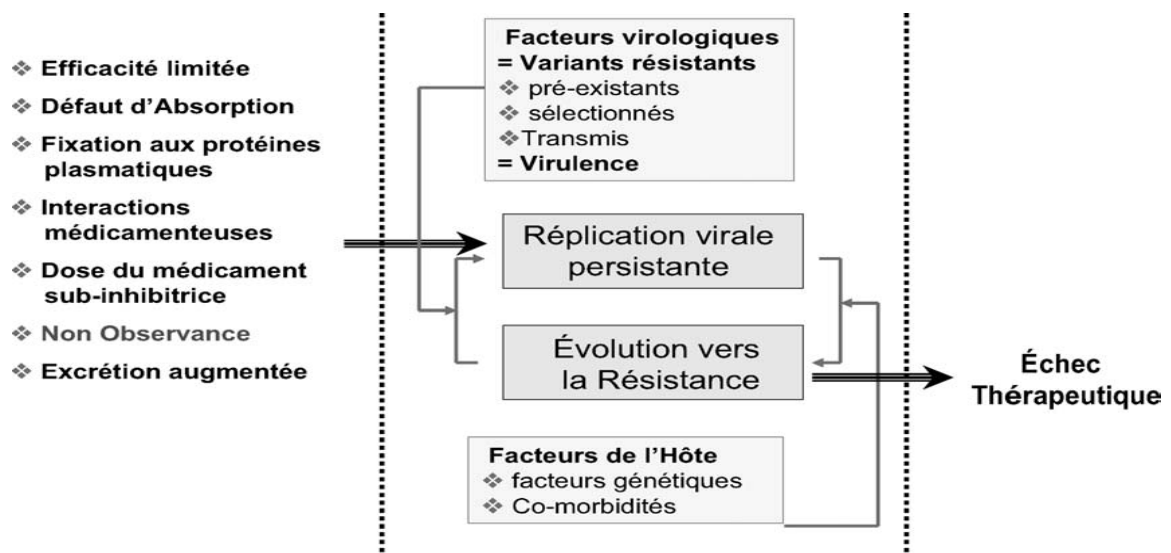 ❖ Efficacité limitée
❖ Défaut d’Absorption
❖ Fixation aux protéines
plasmatiques
❖ Interactions
médicamenteuses
❖ Dose du médicament
sub-inhibitrice
❖ Non Observance
❖ Excrétion augmentée
Facteurs virologiques
= Variants résistants
❖ pré-existants
❖ sélectionnés
❖Transmis
= Virulence
Réplication virale
persistante
Évolution vers
la Résistance
Facteurs de l’Hôte
❖ facteurs génétiques
❖ Co-morbidités
Échec
Thérapeutique